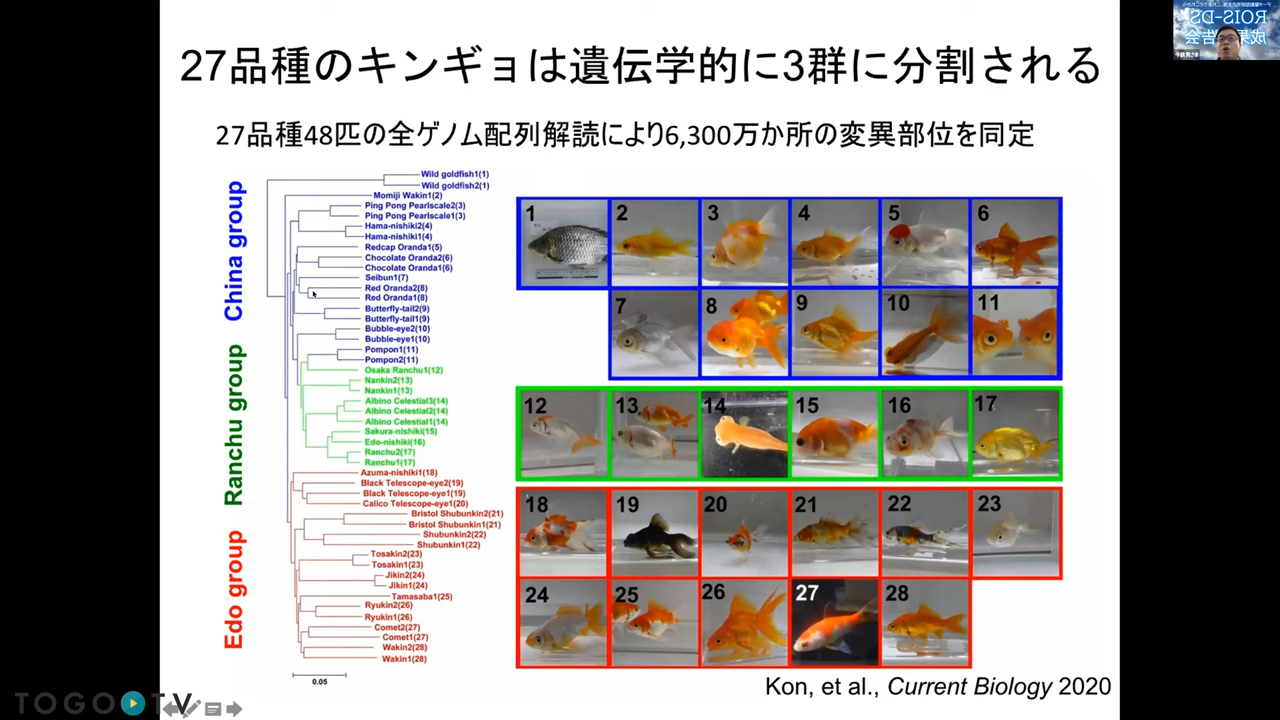 27品種のキンギョは遺伝学的に3群に分割される
27品種48匹の全ゲノム配列解読により6,300万か所の変異部位を同定
China group
Ranchu group
Edo group
Wild goldfish1(1)
Wild goldfish2(1)
Momiji Wakin1(2)
Ping Pong Pearlscale2(3)
Ping Pong Pearlscale1(3)
Hama-nishiki2(4)
Hama-nishiki1(4)
Redcap Oranda1(5)
Chocolate Oranda2(6)
Chocolate Oranda1(6)
Seibun1(7)
Red Oranda2(8)
Red Oranda1(8)
Butterfly-tail2(9)
Butterfly-tail1(9)
Bubble-eye2(10)
Bubble-eye1(10)
Pompon1(11)
Pompon2(11)
Osaka Ranchu1(12)
Nankin2(13)
Nankin1(13)
Albino Celestial3(14)
Albino Celestial2(14)
Albino Celestial1(14)
Sakura-nishiki(15)
Edo-nishiki(16)
Ranchu2(17)
Ranchu1(17)
Azuma-nishiki1(18)
Black Telescope-eye2(19)
Black Telescope-eye1(19)
Calico Telescope-eye1(20)
Bristol Shubunkin2(21)
Bristol Shubunkin1(21)
Shubunkin2(22)
Shubunkin1(22)
Tosakin2(23)
Tosakin1(23)
Jikin2(24)
Jikin1(24)
Tamasaba1(25)
Ryukin2(26)
Ryukin1(26)
Comet2(27)
Comet1(27)
Wakin2(28)
Wakin1(28)
0.05
1 2 3 4 5 6
7 8 9 10 11
12 13 14 15 16 17
18 19 20 21 22 23
24 25 26 27 28
Kon, et al., Current Biology 2020
TOGO TV
ROIS-DS